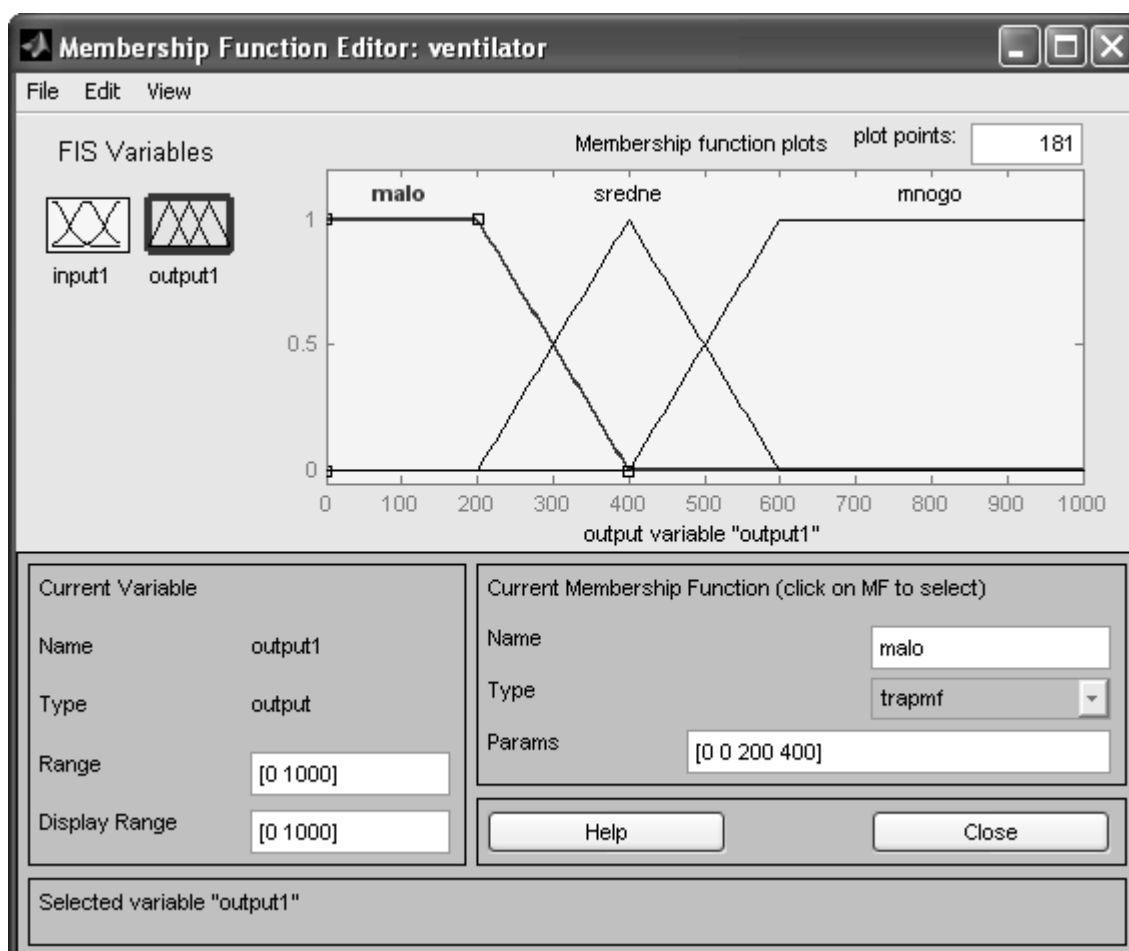 Membership Function Editor: ventilator
File Edit View
FIS Variables
input1 output1
Membership function plots plot points: 181
malo sredne mnogo
1
0.5
0
0 100 200 300 400 500 600 700 800 900 1000
output variable "output1"
Current Variable
Name output1
Type output
Range [0 1000]
Display Range [0 1000]
Current Membership Function (click on MF to select)
Name malo
Type trapmf
Params [0 0 200 400]
Help Close
Selected variable "output1"